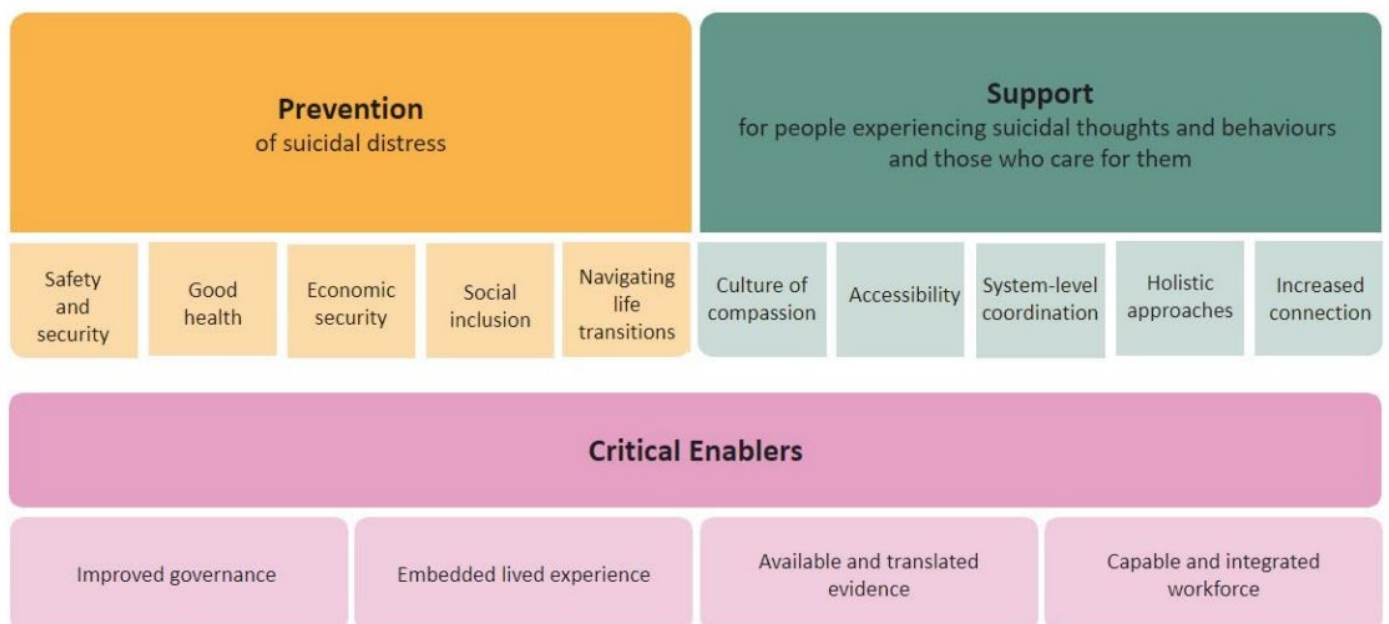 Prevention
of suicidal distress
Support
for people experiencing suicidal thoughts and behaviours
and those who care for them
Safety
and
security
Good
health
Economic
security
Social
inclusion
Navigating
life
transitions
Culture of
compassion
Accessibility
System-level
coordination
Holistic
approaches
Increased
connection
Critical Enablers
Improved governance
Embedded lived experience
Available and translated
evidence
Capable and integrated
workforce